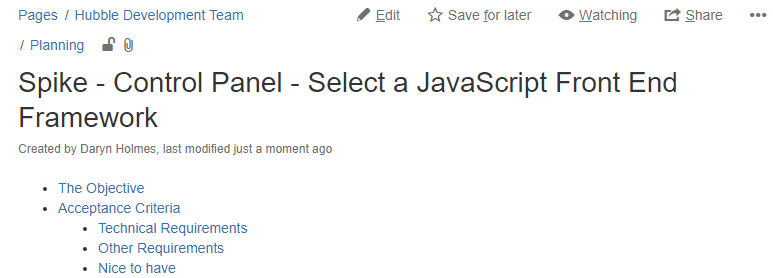 Pages / Hubble Development Team
Edit Save for later Watching Share •••
/ Planning
Spike - Control Panel - Select a JavaScript Front End
Framework
Created by Daryn Holmes, last modified just a moment ago
• The Objective
• Acceptance Criteria
• Technical Requirements
• Other Requirements
• Nice to have